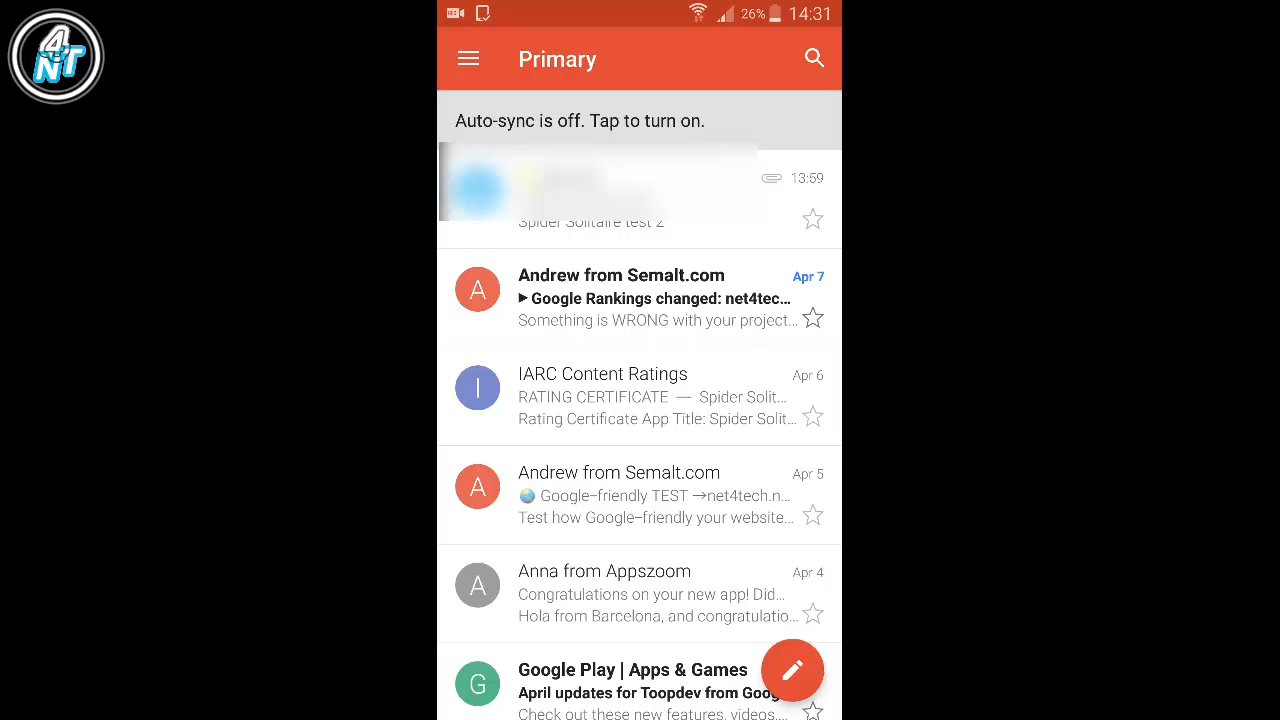 4
NT
26% 14:31
Primary
Auto-sync is off. Tap to turn on.
13:59
Spider Solitaire test 2
A
Andrew from Semalt.com
Apr 7
►Google Rankings changed: net4tec...
Something is WRONG with your project...
I
IARC Content Ratings
Apr 6
RATING CERTIFICATE — Spider Solit...
Rating Certificate App Title: Spider Solit...
A
Andrew from Semalt.com
Apr 5
Google-friendly TEST →net4tech.n...
Test how Google-friendly your website...
A
Anna from Appszoom
Apr 4
Congratulations on your new app! Did...
Hola from Barcelona, and congratulatio...
G
Google Play | Apps & Games
April updates for Toopdev from Goog
Check out these new features, videos,